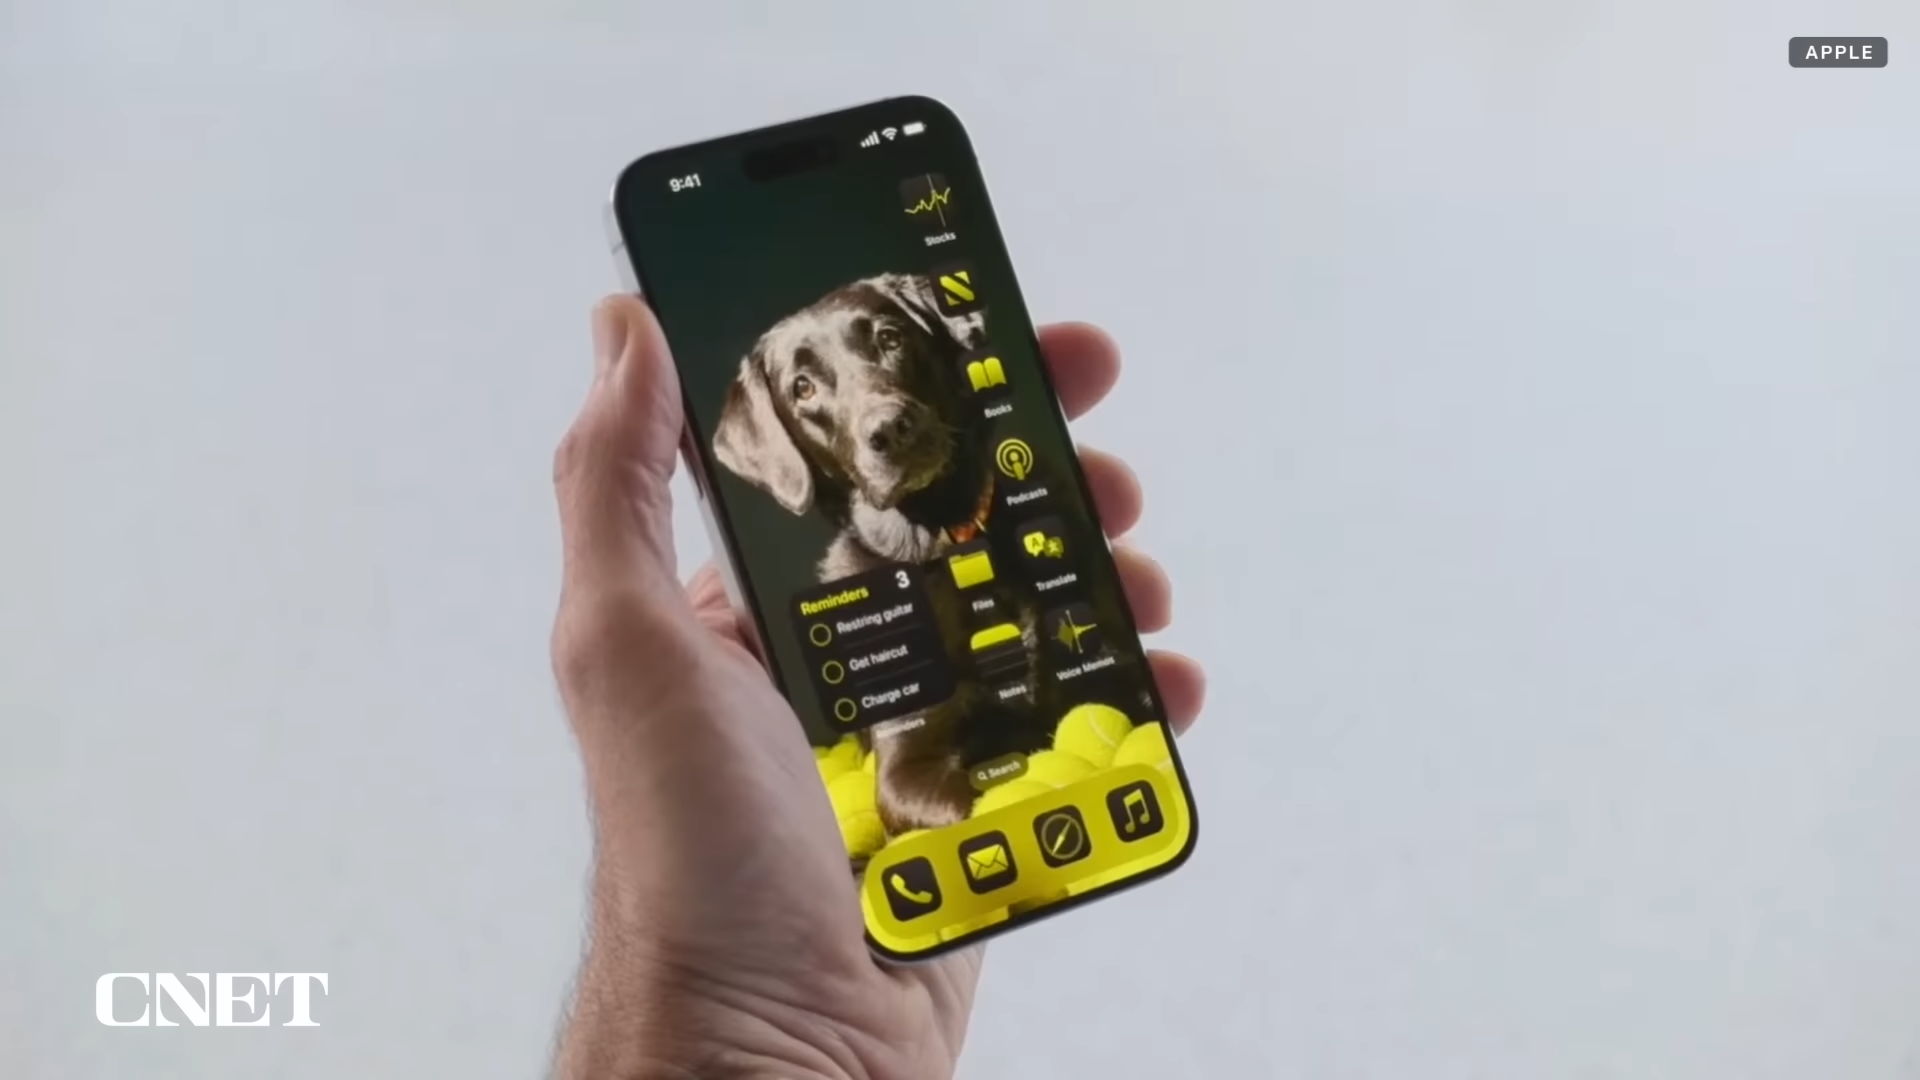 APPLE
9:41
Stocks
Books
Podcasts
Translate
Files
Reminders 3
Restring guitar
Get haircut
Charge car
Voice Memos
Notes
Reminders
Search
CNET